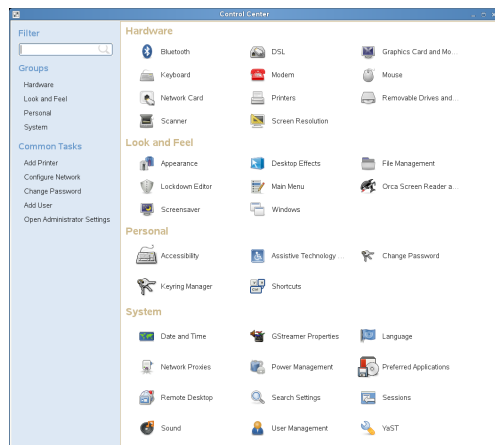 Control Center
Filter
Groups
Hardware
Look and Feel
Personal
System
Common Tasks
Add Printer
Configure Network
Change Password
Add User
Open Administrator Settings
Hardware
Bluetooth
DSL
Graphics Card and Mo...
Keyboard
Modem
Mouse
Network Card
Printers
Removable Drives and...
Scanner
Screen Resolution
Look and Feel
Appearance
Desktop Effects
File Management
Lockdown Editor
Main Menu
Orca Screen Reader a...
Screensaver
Windows
Personal
Accessibility
Assistive Technology ...
Change Password
Keyring Manager
Shortcuts
System
Date and Time
GStreamer Properties
Language
Network Proxies
Power Management
Preferred Applications
Remote Desktop
Search Settings
Sessions
Sound
User Management
YaST